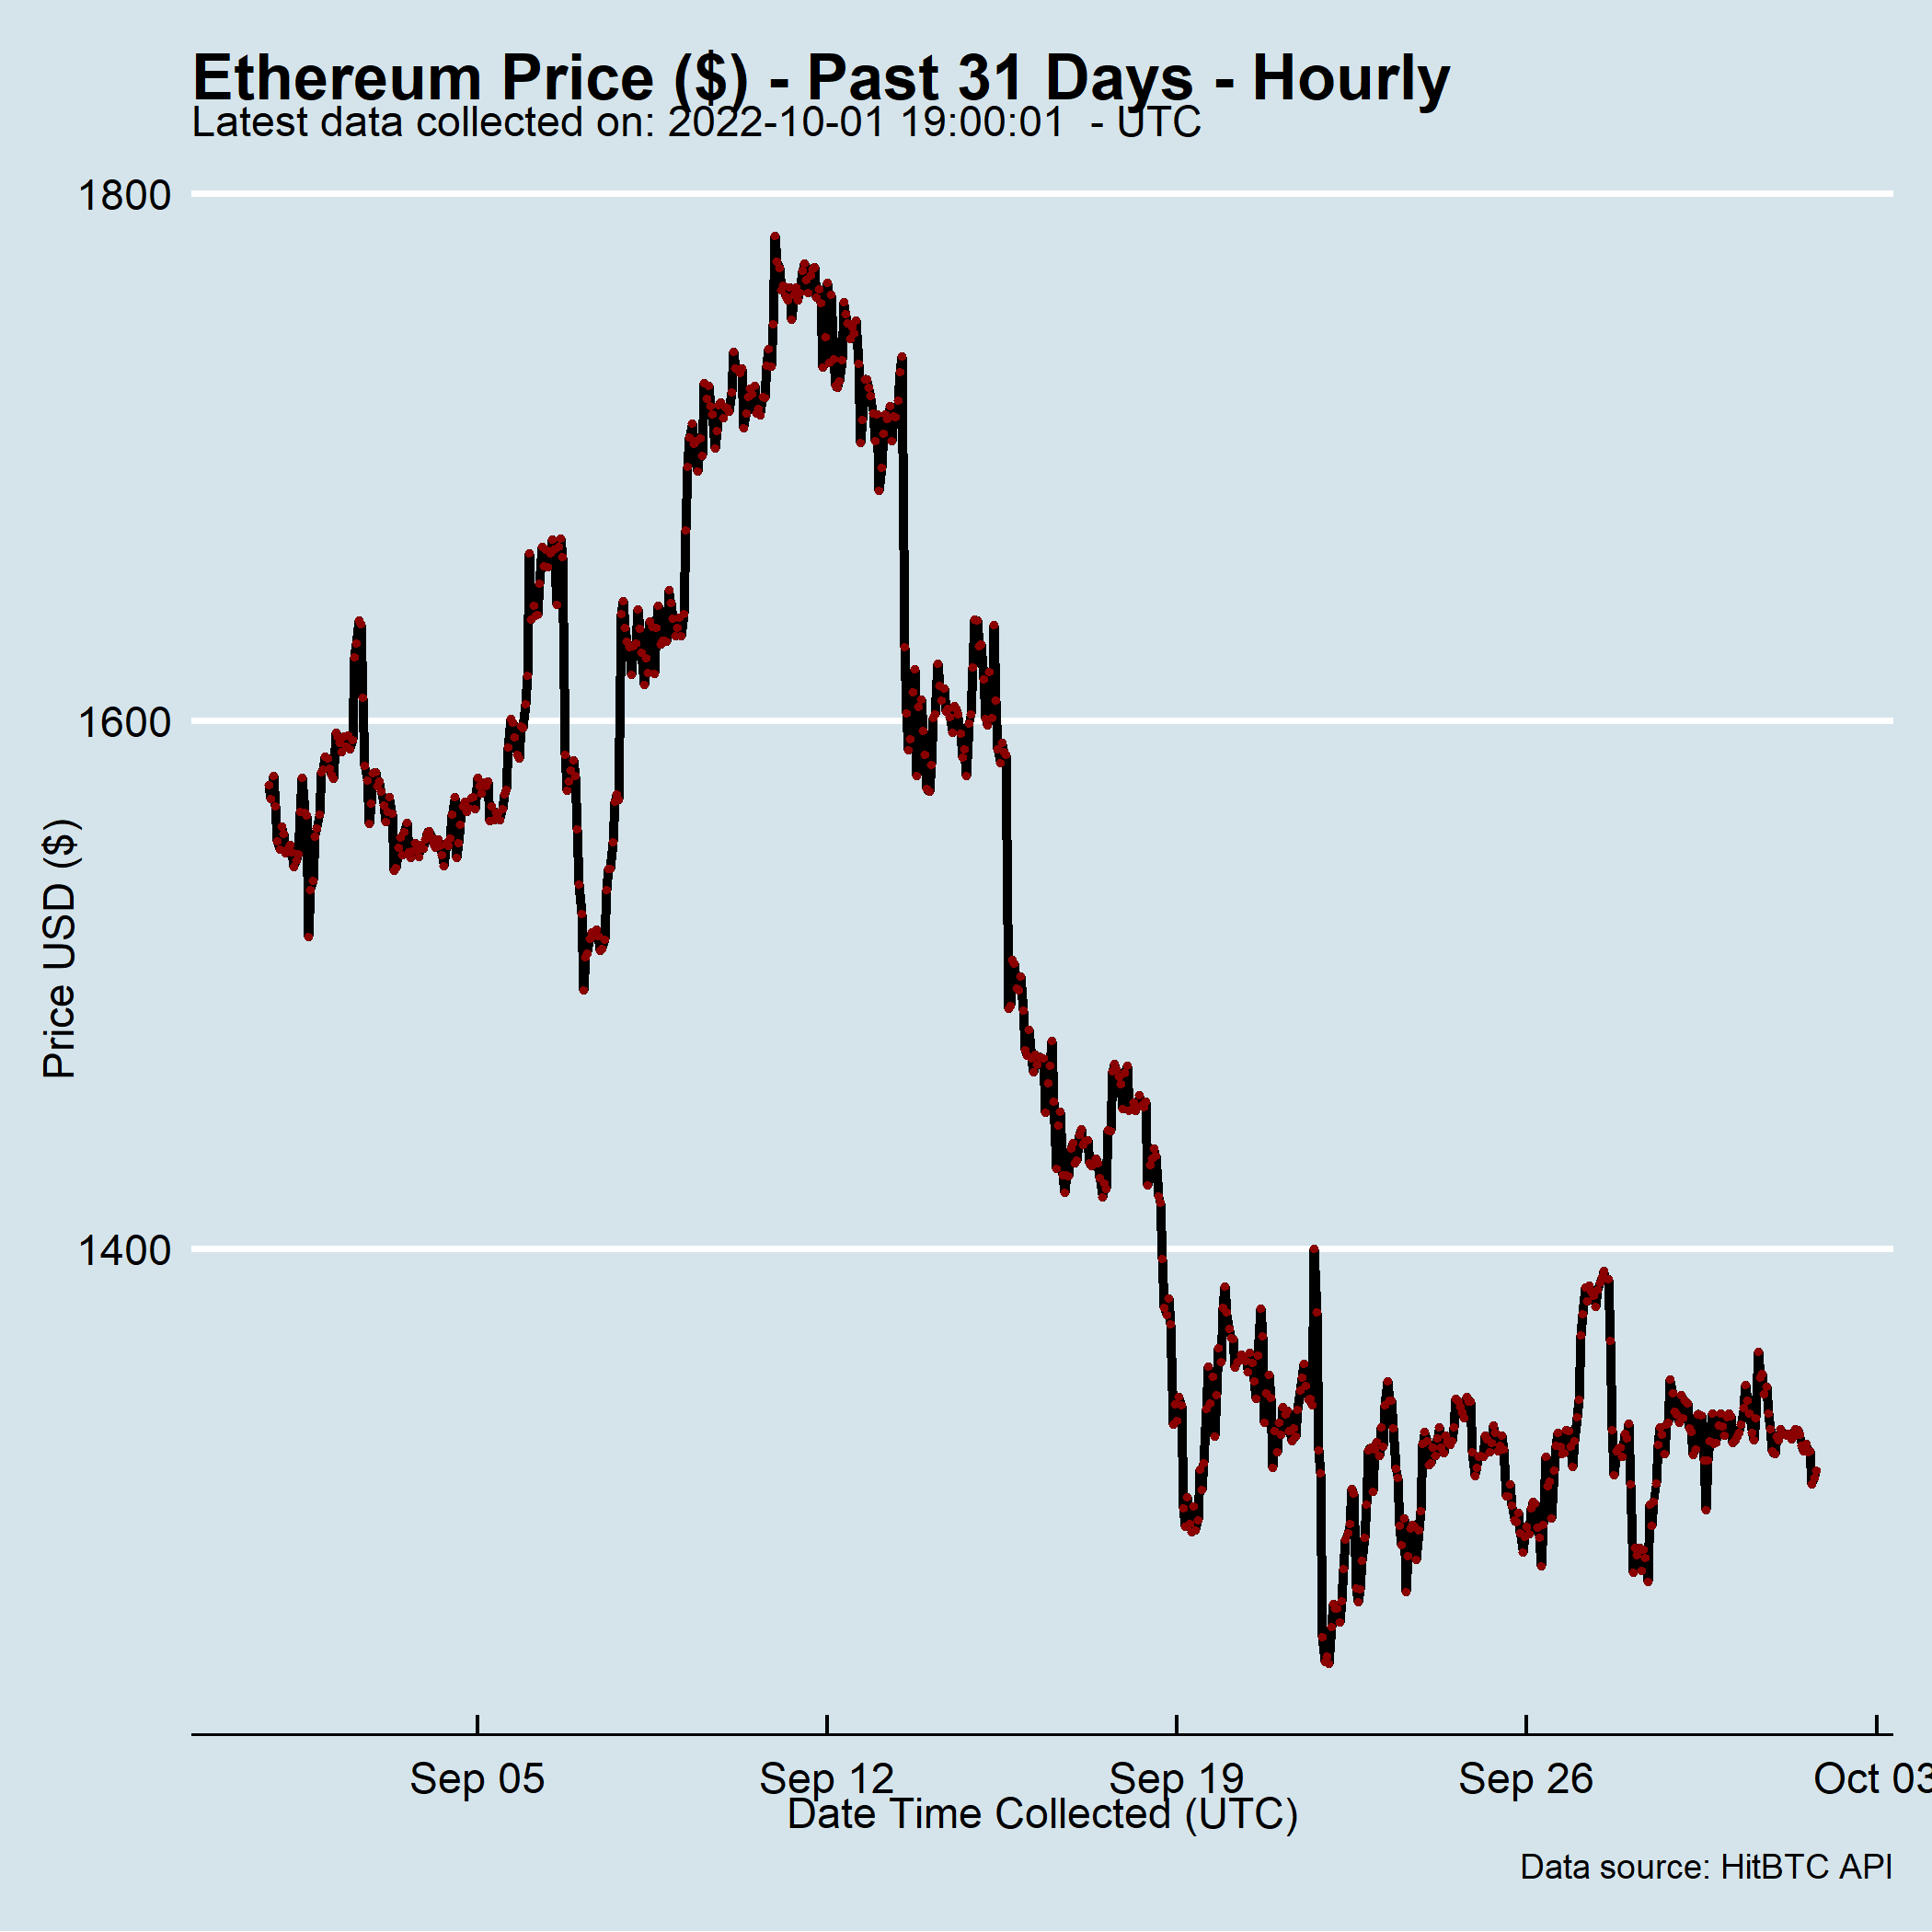 Ethereum Price ($) - Past 31 Days - Hourly
Latest data collected on: 2022-10-01 19:00:01  - UTC
1800
1600
1400
Price USD ($)
Sep 05
Sep 12
Sep 19
Sep 26
Oct 03
Date Time Collected (UTC)
Data source: HitBTC API